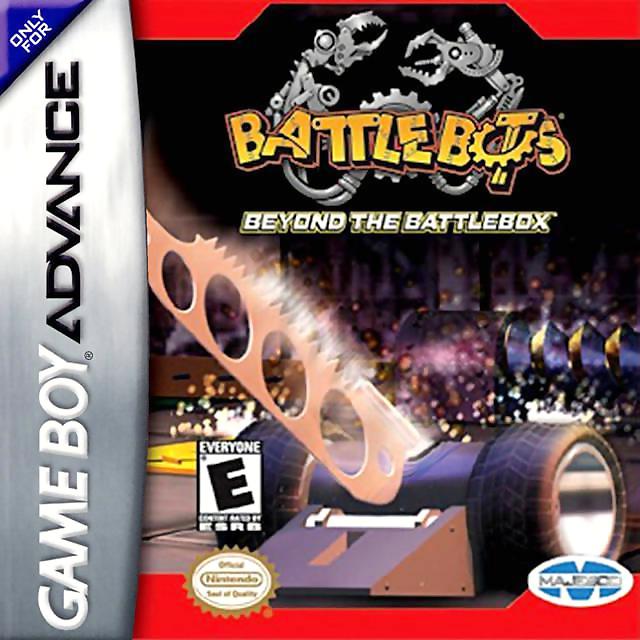 ONLY
FOR
GAME BOY ADVANCE
BATTLEBOTS
BEYOND THE BATTLEBOX™
EVERYONE
E
CONTENT RATED BY
ESRB
Official
Nintendo
Seal of Quality
MAJESCO